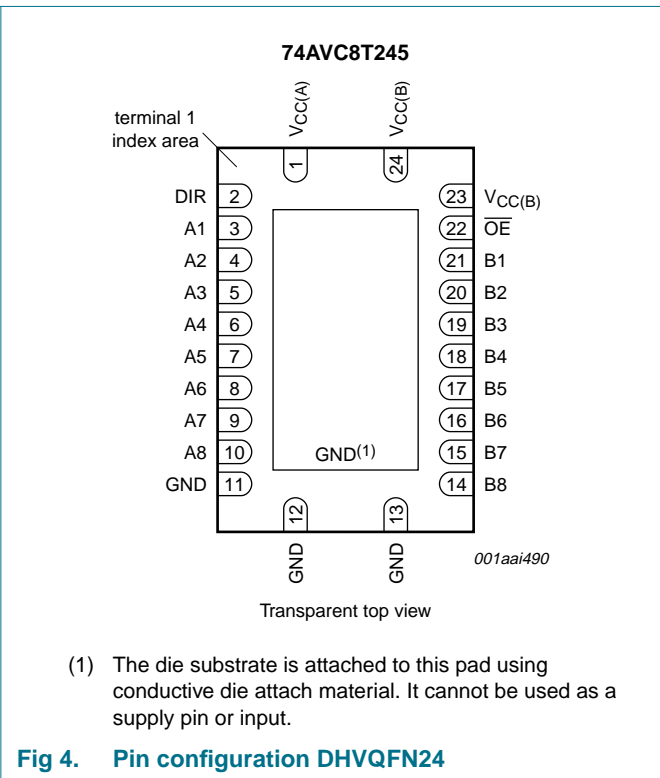 74AVC8T245
terminal 1
index area
VCC(A)
VCC(B)
1
24
DIR 2
23 VCC(B)
A1 3
22 O̅E̅
A2 4
21 B1
A3 5
20 B2
A4 6
19 B3
A5 7
18 B4
A6 8
17 B5
A7 9
16 B6
A8 10
GND(1)
15 B7
GND 11
14 B8
12
13
GND
GND
001aai490
Transparent top view
(1) The die substrate is attached to this pad using
conductive die attach material. It cannot be used as a
supply pin or input.
Fig 4. Pin configuration DHVQFN24